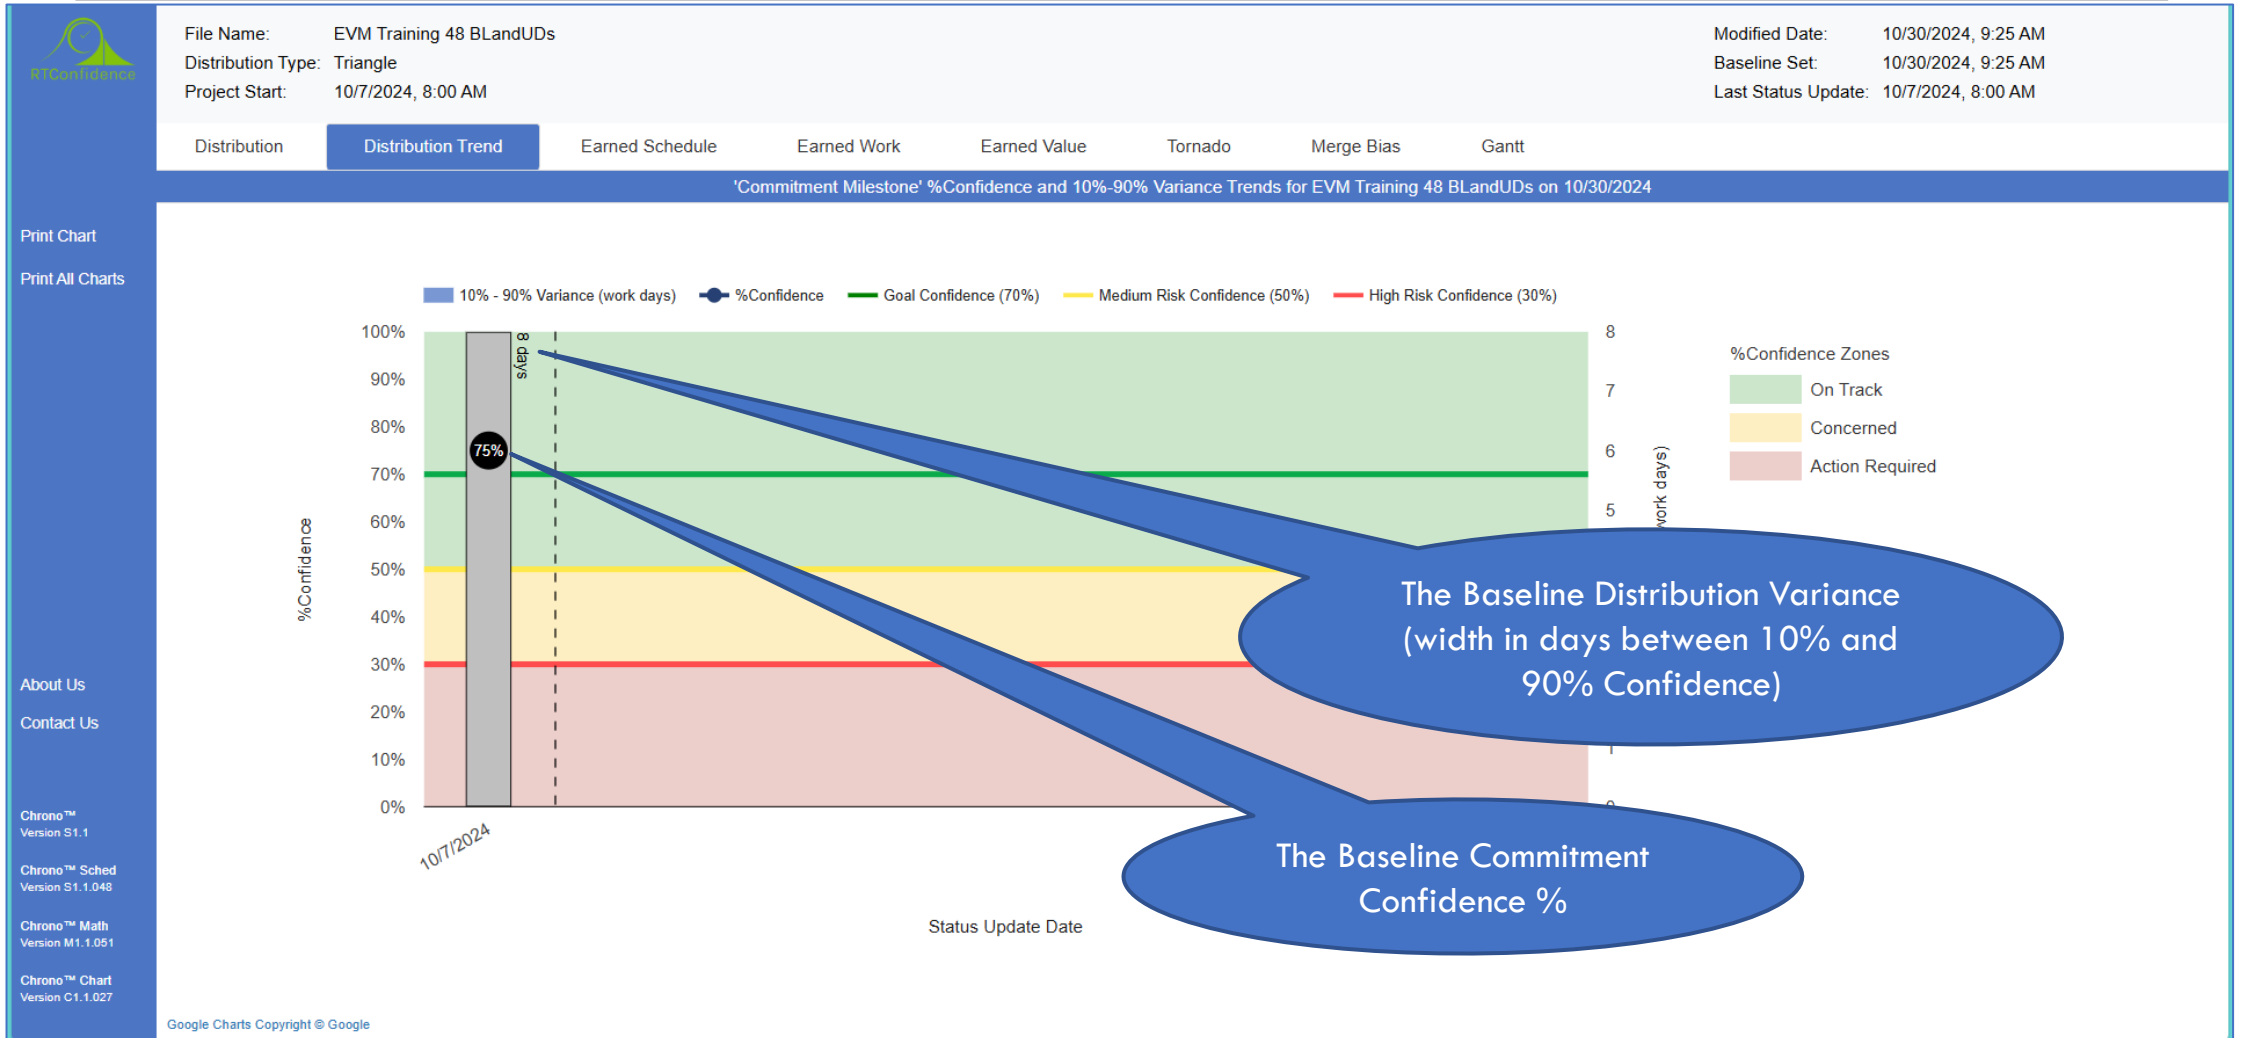 RTConfidence
File Name: EVM Training 48 BLandUDs
Distribution Type: Triangle
Project Start: 10/7/2024, 8:00 AM
Modified Date: 10/30/2024, 9:25 AM
Baseline Set: 10/30/2024, 9:25 AM
Last Status Update: 10/7/2024, 8:00 AM
Distribution Distribution Trend Earned Schedule Earned Work Earned Value Tornado Merge Bias Gantt
'Commitment Milestone' %Confidence and 10%-90% Variance Trends for EVM Training 48 BLandUDs on 10/30/2024
Print Chart
Print All Charts
About Us
Contact Us
Chrono™
Version S1.1
Chrono™ Sched
Version S1.1.048
Chrono™ Math
Version M1.1.051
Chrono™ Chart
Version C1.1.027
10% - 90% Variance (work days) %Confidence Goal Confidence (70%) Medium Risk Confidence (50%) High Risk Confidence (30%)
%Confidence
100%
90%
80%
70%
60%
50%
40%
30%
20%
10%
0%
8 days
75%
10/7/2024
Status Update Date
8
7
6
5
1
work days)
%Confidence Zones
On Track
Concerned
Action Required
The Baseline Distribution Variance
(width in days between 10% and
90% Confidence)
The Baseline Commitment
Confidence %
Google Charts Copyright © Google